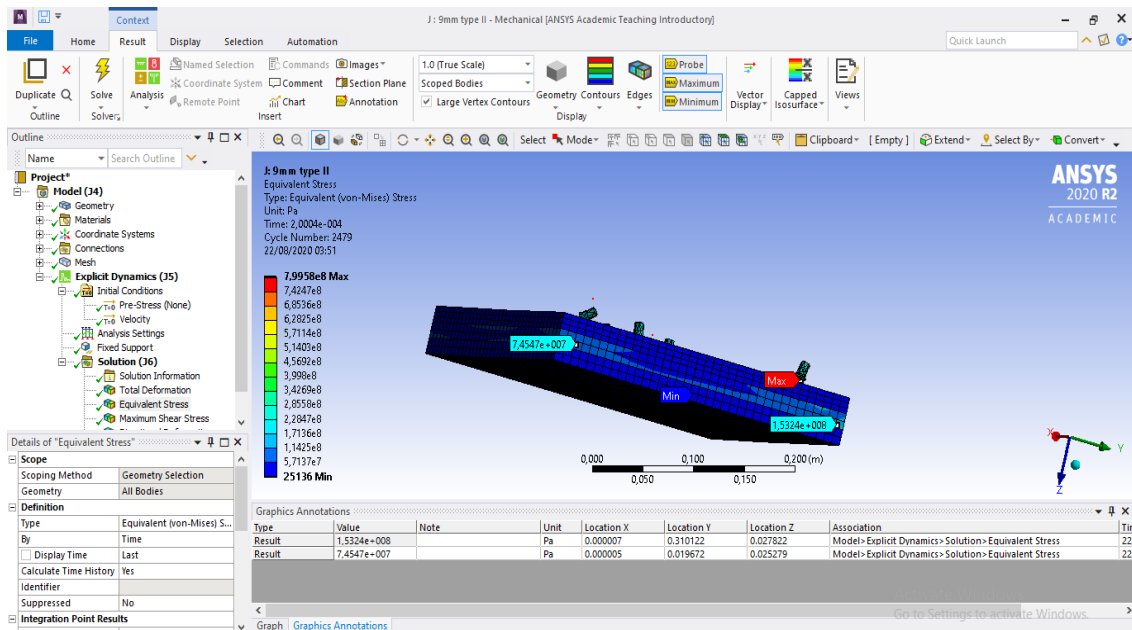 J : 9mm type II - Mechanical [ANSYS Academic Teaching Introductory]
Context
File Home Result Display Selection Automation
Quick Launch
Named Selection Commands Images 1.0 (True Scale) Probe
Coordinate System Comment Section Plane Scoped Bodies Maximum
Remote Point Chart Annotation Large Vertex Contours Minimum
Duplicate Solve Analysis Geometry Contours Edges Vector Display Capped Isosurface Views
Outline Solver Insert Display
Outline
Name Search Outline
Select Mode Clipboard [ Empty ] Extend Select By Convert
Project*
Model (J4)
Geometry
Materials
Coordinate Systems
Connections
Mesh
Explicit Dynamics (J5)
Initial Conditions
Pre-Stress (None)
Velocity
Analysis Settings
Fixed Support
Solution (J6)
Solution Information
Total Deformation
Equivalent Stress
Maximum Shear Stress
J: 9mm type II
Equivalent Stress
Type: Equivalent (von-Mises) Stress
Unit: Pa
Time: 2,0004e-004
Cycle Number: 2479
22/08/2020 03:51
7,9958e8 Max
7,4247e8
6,8536e8
6,2825e8
5,7114e8
5,1403e8
4,5692e8
3,998e8
3,4269e8
2,8558e8
2,2847e8
1,7136e8
1,1425e8
5,7137e7
25136 Min
ANSYS
2020 R2
ACADEMIC
7,4547e+007
Max
Min
1,5324e+008
0,000 0,100 0,200 (m)
0,050 0,150
X
Y
Z
Details of "Equivalent Stress"
Scope
Scoping Method Geometry Selection
Geometry All Bodies
Definition
Type Equivalent (von-Mises) S...
By Time
Display Time Last
Calculate Time History Yes
Identifier
Suppressed No
Integration Point Results
Graphics Annotations
Type Value Note Unit Location X Location Y Location Z Association
Result 1,5324e+008 Pa 0.000007 0.310122 0.027822 Model>Explicit Dynamics>Solution>Equivalent Stress 22
Result 7,4547e+007 Pa 0.000005 0.019672 0.025279 Model>Explicit Dynamics>Solution>Equivalent Stress 22
Activate Windows
Go to Settings to activate Windows.
Graph Graphics Annotations